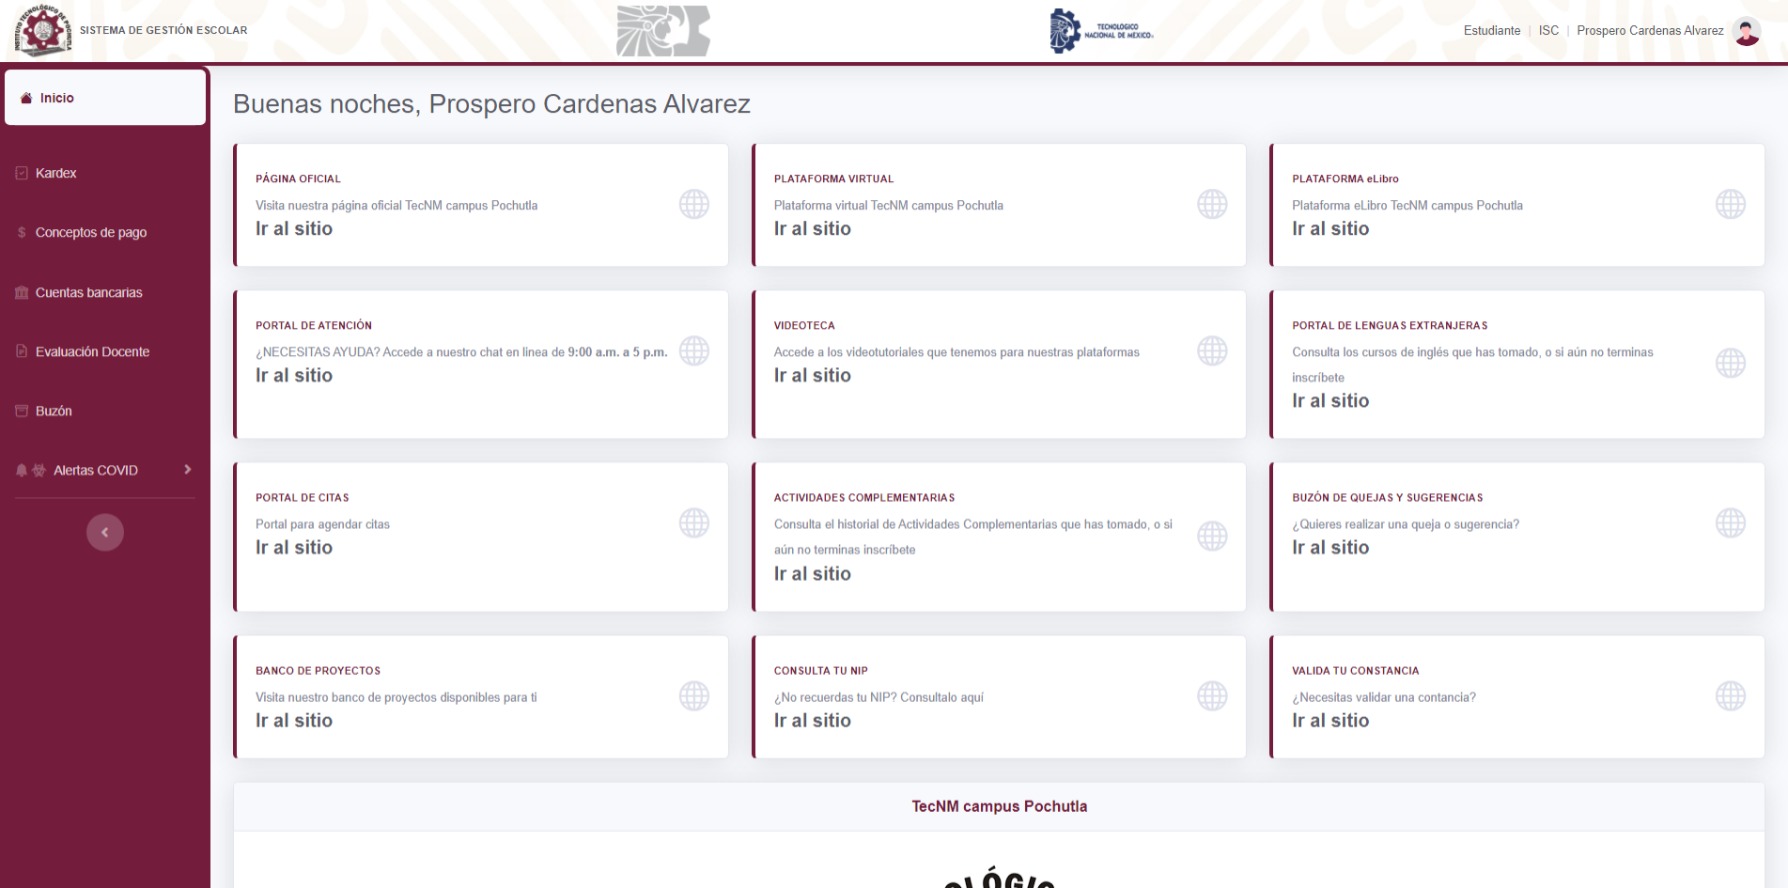 INSTITUTO TECNOLÓGICO DE POCHUTLA
SISTEMA DE GESTIÓN ESCOLAR
TECNOLÓGICO
NACIONAL DE MÉXICO
Estudiante | ISC | Prospero Cardenas Alvarez
Inicio
Kardex
Conceptos de pago
Cuentas bancarias
Evaluación Docente
Buzón
Alertas COVID
Buenas noches, Prospero Cardenas Alvarez
PÁGINA OFICIAL
Visita nuestra página oficial TecNM campus Pochutla
Ir al sitio
PLATAFORMA VIRTUAL
Plataforma virtual TecNM campus Pochutla
Ir al sitio
PLATAFORMA eLibro
Plataforma eLibro TecNM campus Pochutla
Ir al sitio
PORTAL DE ATENCIÓN
¿NECESITAS AYUDA? Accede a nuestro chat en linea de 9:00 a.m. a 5 p.m.
Ir al sitio
VIDEOTECA
Accede a los videotutoriales que tenemos para nuestras plataformas
Ir al sitio
PORTAL DE LENGUAS EXTRANJERAS
Consulta los cursos de inglés que has tomado, o si aún no terminas
inscríbete
Ir al sitio
PORTAL DE CITAS
Portal para agendar citas
Ir al sitio
ACTIVIDADES COMPLEMENTARIAS
Consulta el historial de Actividades Complementarias que has tomado, o si
aún no terminas inscríbete
Ir al sitio
BUZÓN DE QUEJAS Y SUGERENCIAS
¿Quieres realizar una queja o sugerencia?
Ir al sitio
BANCO DE PROYECTOS
Visita nuestro banco de proyectos disponibles para ti
Ir al sitio
CONSULTA TU NIP
¿No recuerdas tu NIP? Consultalo aquí
Ir al sitio
VALIDA TU CONSTANCIA
¿Necesitas validar una contancia?
Ir al sitio
TecNM campus Pochutla
OLÓGIC